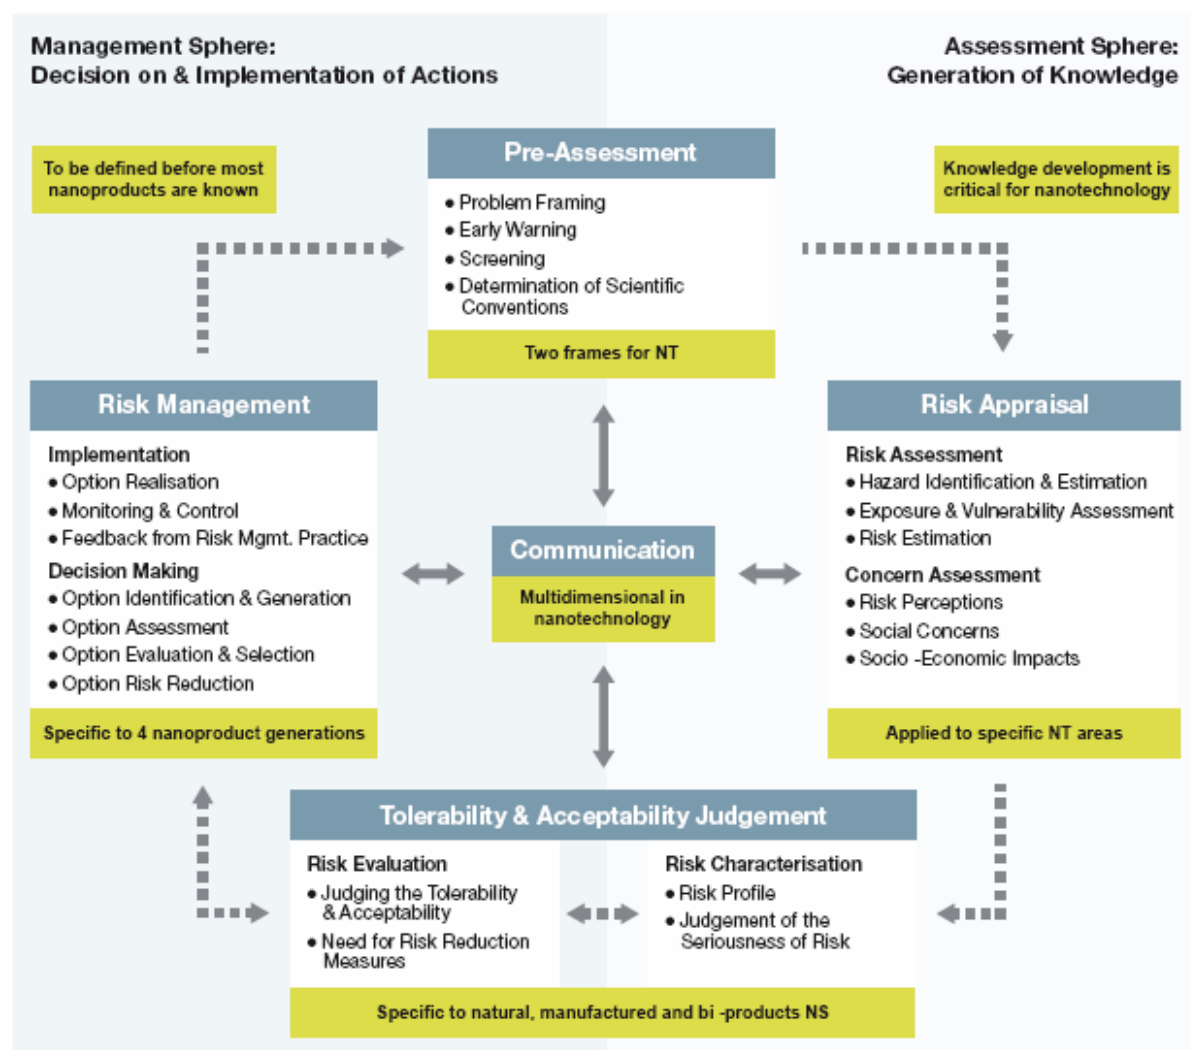 Management Sphere:
Decision on & Implementation of Actions
Assessment Sphere:
Generation of Knowledge
To be defined before most
nanoproducts are known
Pre-Assessment
• Problem Framing
• Early Warning
• Screening
• Determination of Scientific
Conventions
Two frames for NT
Knowledge development is
critical for nanotechnology
Risk Management
Implementation
• Option Realisation
• Monitoring & Control
• Feedback from Risk Mgmt. Practice
Decision Making
• Option Identification & Generation
• Option Assessment
• Option Evaluation & Selection
• Option Risk Reduction
Specific to 4 nanoproduct generations
Communication
Multidimensional in
nanotechnology
Risk Appraisal
Risk Assessment
• Hazard Identification & Estimation
• Exposure & Vulnerability Assessment
• Risk Estimation
Concern Assessment
• Risk Perceptions
• Social Concerns
• Socio -Economic Impacts
Applied to specific NT areas
Tolerability & Acceptability Judgement
Risk Evaluation
• Judging the Tolerability
& Acceptability
• Need for Risk Reduction
Measures
Risk Characterisation
• Risk Profile
• Judgement of the
Seriousness of Risk
Specific to natural, manufactured and bi -products NS